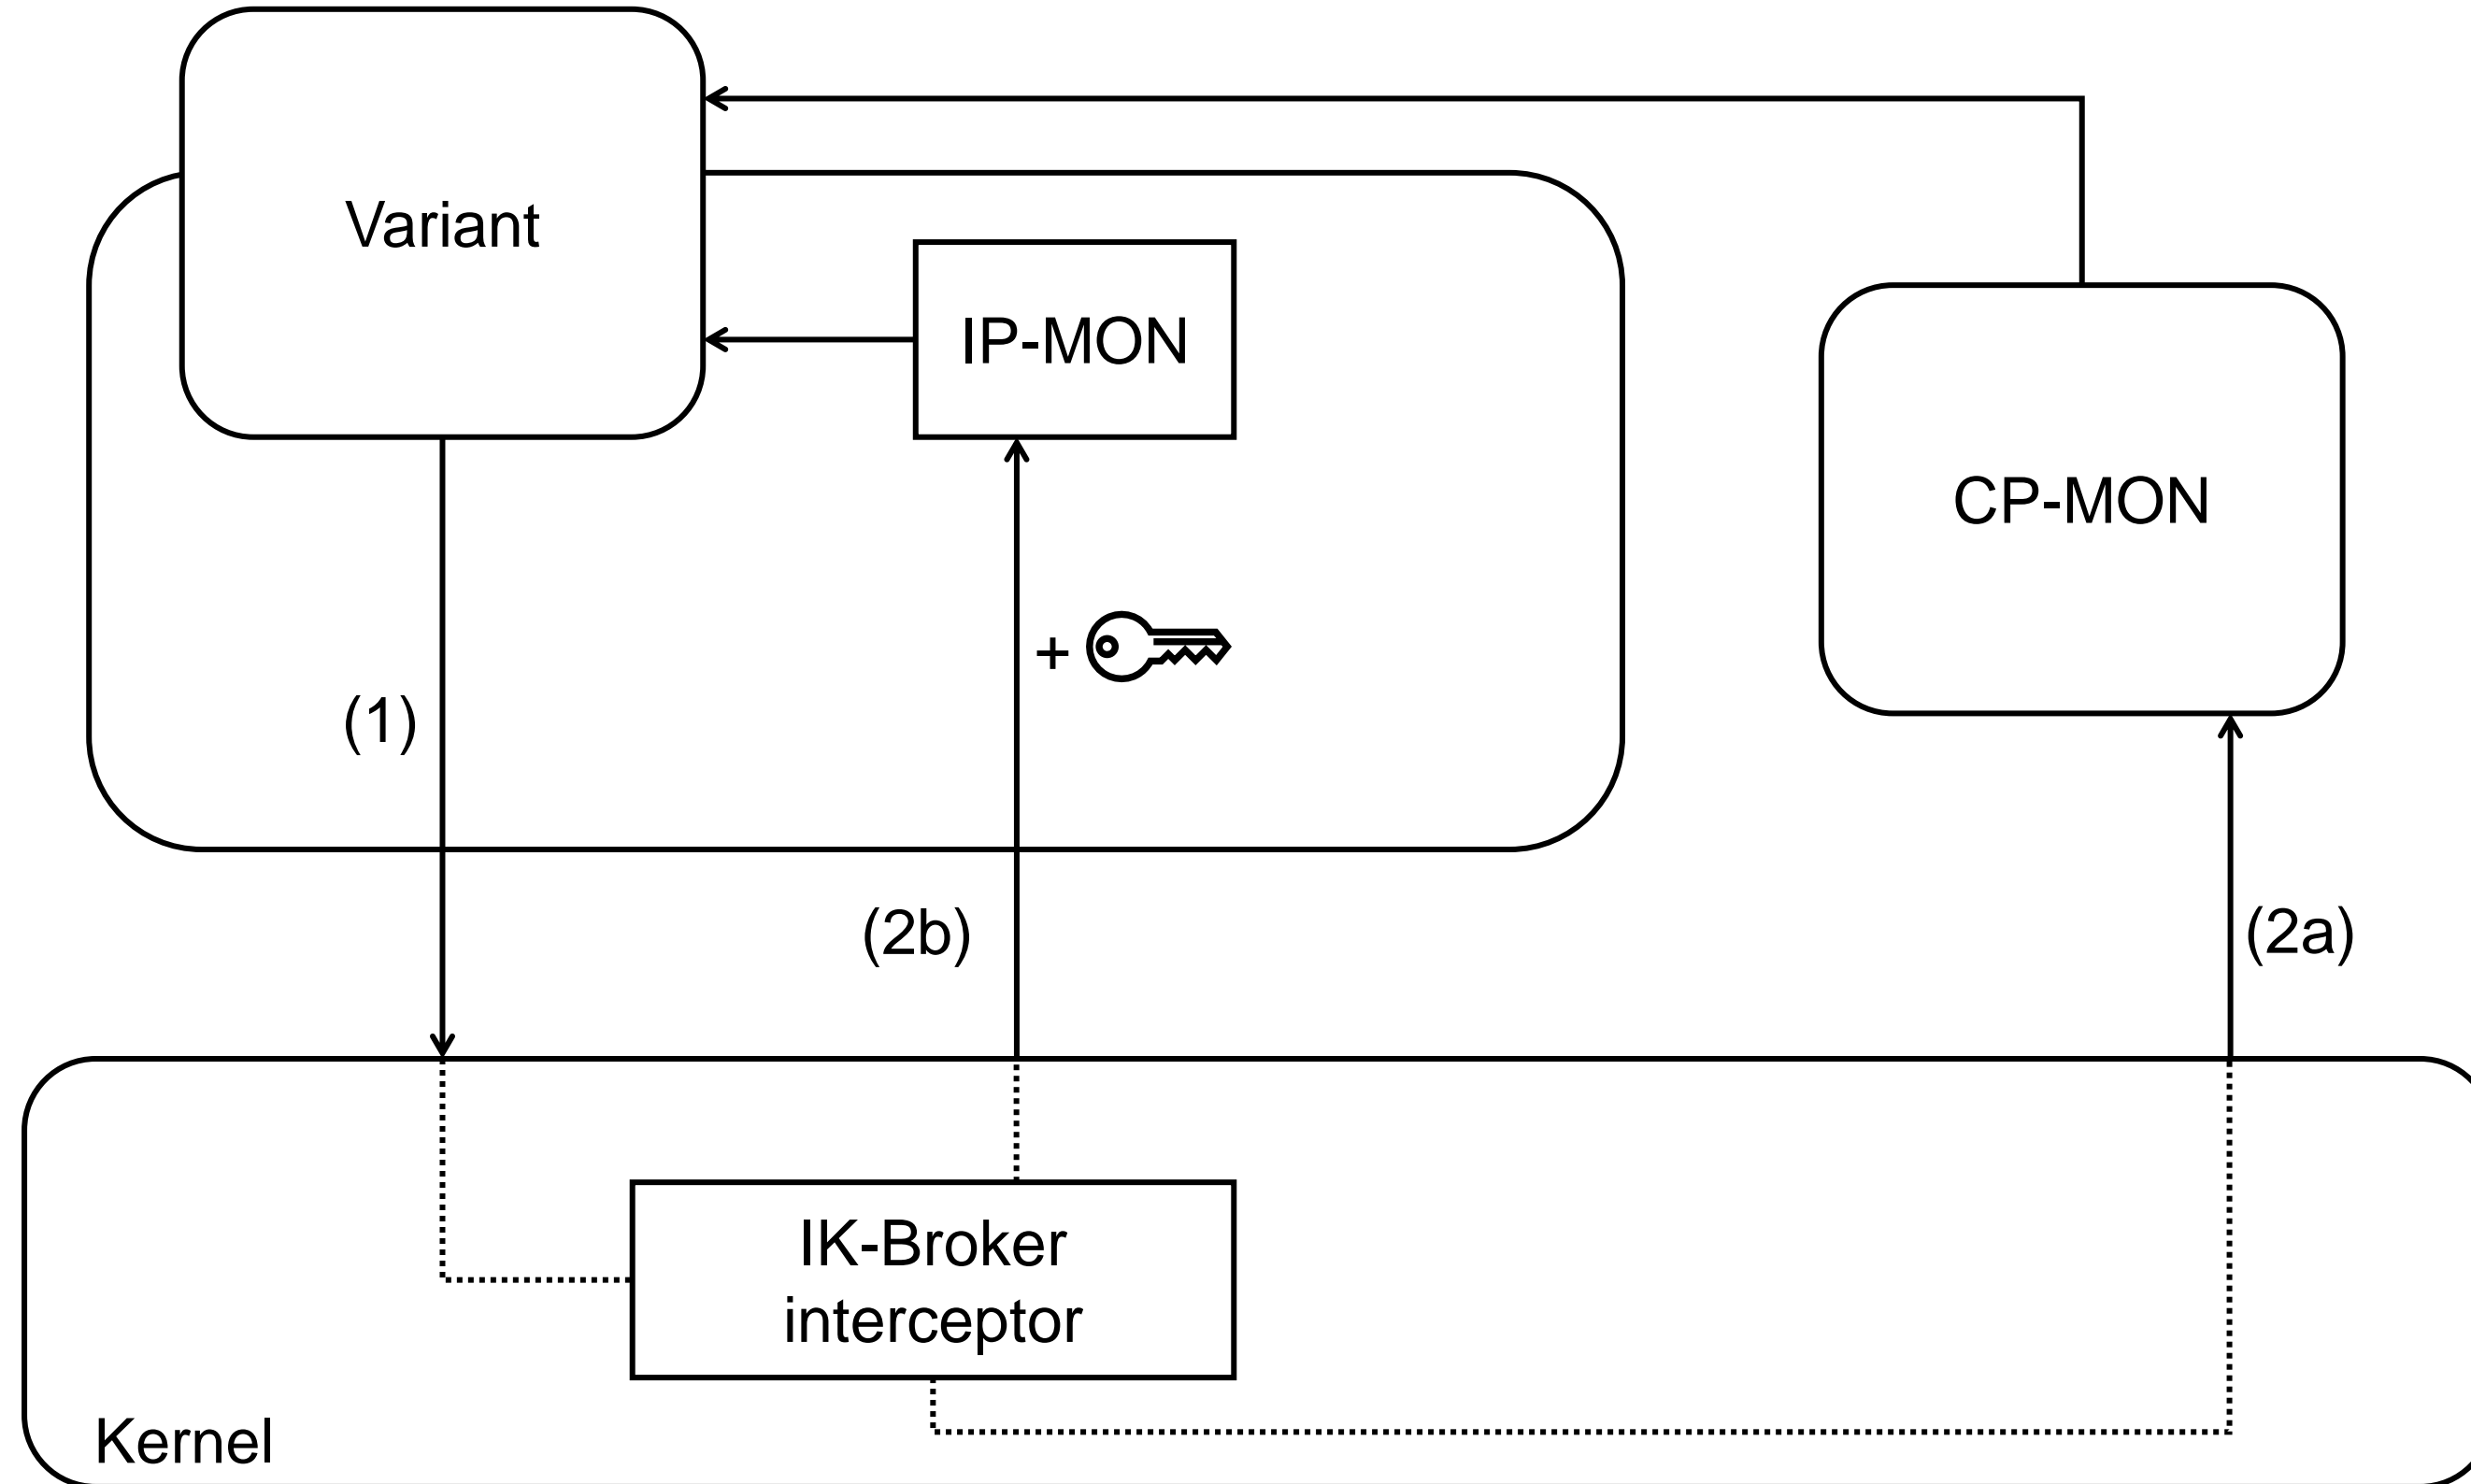 Variant
IP-MON
CP-MON
+
(1)
(2b)
(2a)
IK-Broker
interceptor
Kernel